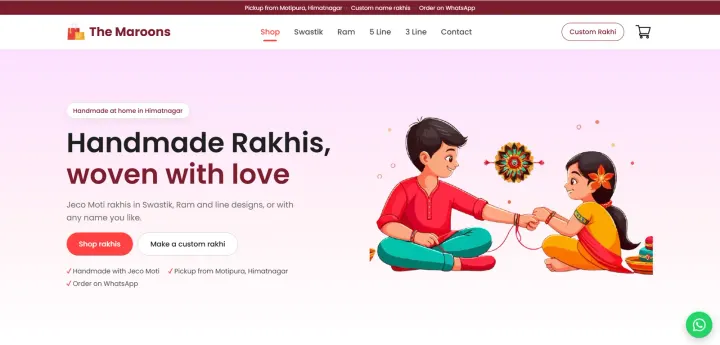 Pickup from Motipura, Himatnagar Custom name rakhis Order on WhatsApp
The Maroons
Shop Swastik Ram 5 Line 3 Line Contact
Custom Rakhi
Handmade at home in Himatnagar
Handmade Rakhis,
woven with love
Jeco Moti rakhis in Swastik, Ram and line designs, or with
any name you like.
Shop rakhis
Make a custom rakhi
✓ Handmade with Jeco Moti ✓ Pickup from Motipura, Himatnagar
✓ Order on WhatsApp